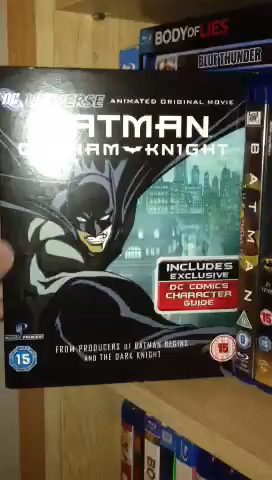 BODY OF LIES
BLUE THUNDER
DC UNIVERSE ANIMATED ORIGINAL MOVIE
BATMAN
GOTHAM KNIGHT
INCLUDES
EXCLUSIVE
DC COMICS
CHARACTER
GUIDE
FROM PRODUCERS OF BATMAN BEGINS
AND THE DARK KNIGHT
15
15
BATMAN
15